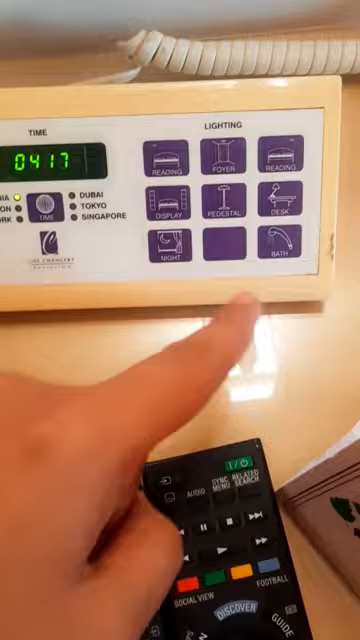 TIME
LIGHTING
0417
READING
FOYER
READING
DUBAI
TOKYO
SINGAPORE
TIME
DISPLAY
PEDESTAL
DESK
NIGHT
BATH
AUDIO
SYNC MENU
RELATED SEARCH
SOCIAL VIEW
FOOTBALL
DISCOVER
GUIDE